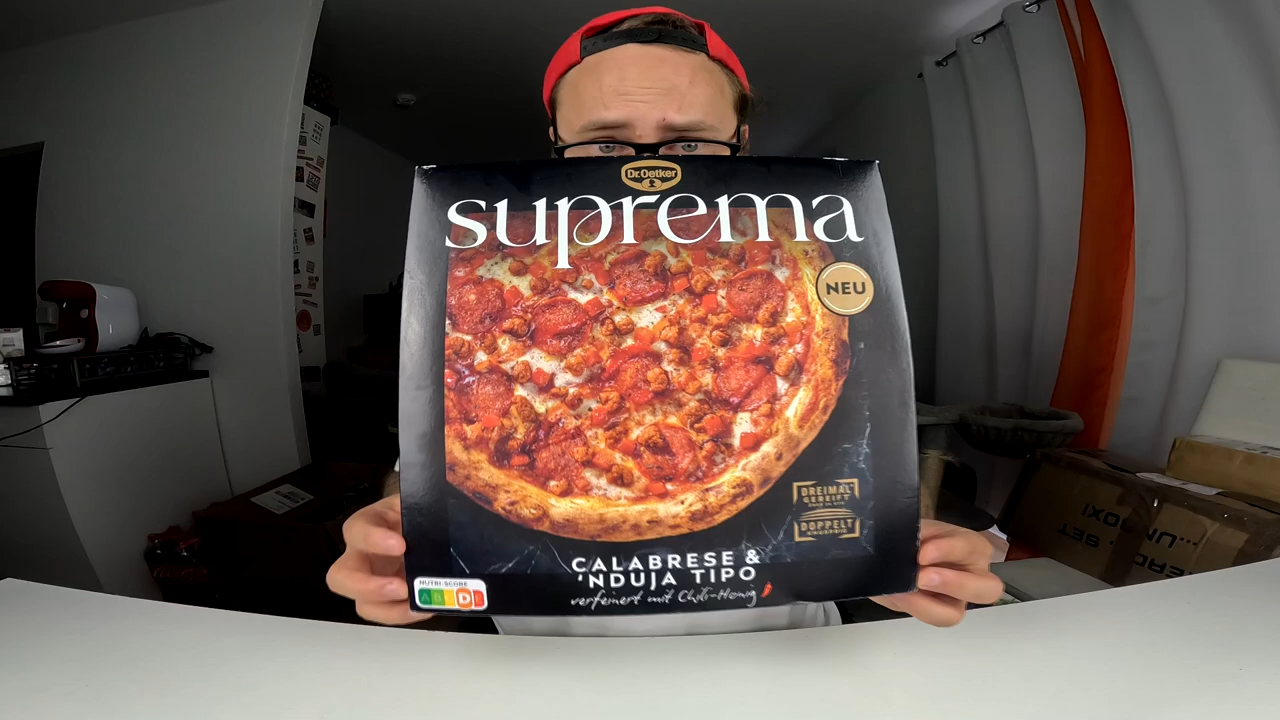 Dr.Oetker
suprema
NEU
DREIMAL
GEREIFT
DOPPELT
CALABRESE &
'NDUJA TIPO
verfeinert mit Chili-Honig
NUTRI-SCORE
A B D E